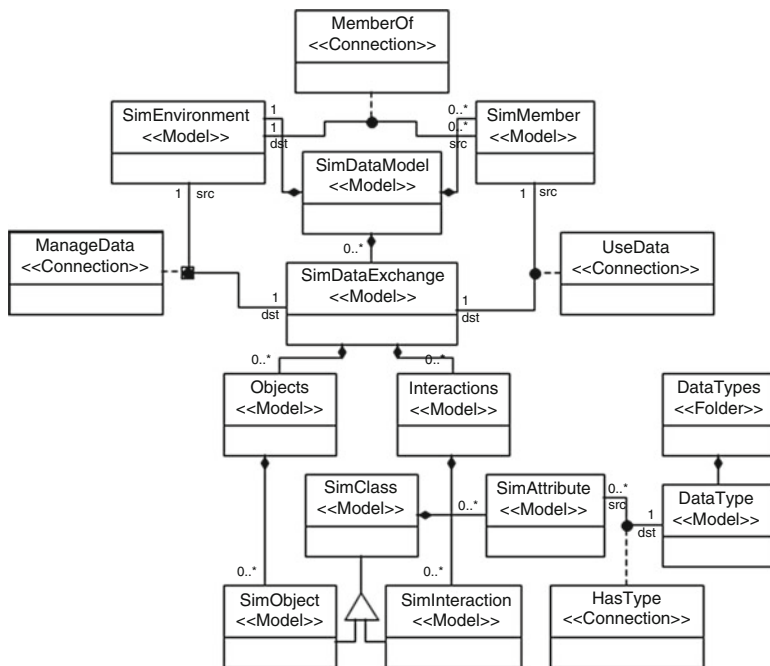 MemberOf
<<Connection>>
SimEnvironment
<<Model>>
1
1
dst
0..*
0..*
src
SimMember
<<Model>>
SimDataModel
<<Model>>
1 src
1 src
0..*
ManageData
<<Connection>>
SimDataExchange
<<Model>>
UseData
<<Connection>>
1
dst
1
dst
0..*
0..*
Objects
<<Model>>
Interactions
<<Model>>
DataTypes
<<Folder>>
SimClass
<<Model>>
0..*
SimAttribute
<<Model>>
0..*
src
1
dst
DataType
<<Model>>
0..*
0..*
SimObject
<<Model>>
SimInteraction
<<Model>>
HasType
<<Connection>>